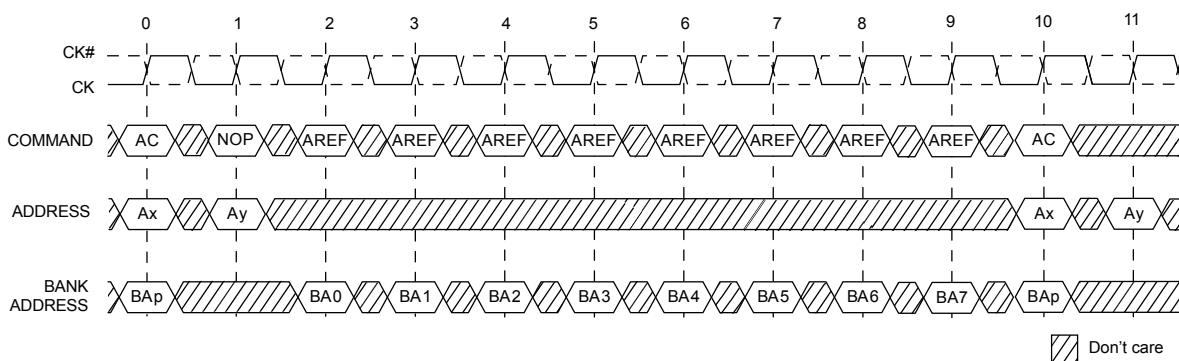 0 1 2 3 4 5 6 7 8 9 10 11
CK#
CK
COMMAND AC NOP AREF AREF AREF AREF AREF AREF AREF AREF AC
ADDRESS Ax Ay Ax Ay
BANK
ADDRESS BAp BA0 BA1 BA2 BA3 BA4 BA5 BA6 BA7 BAp
Don't care